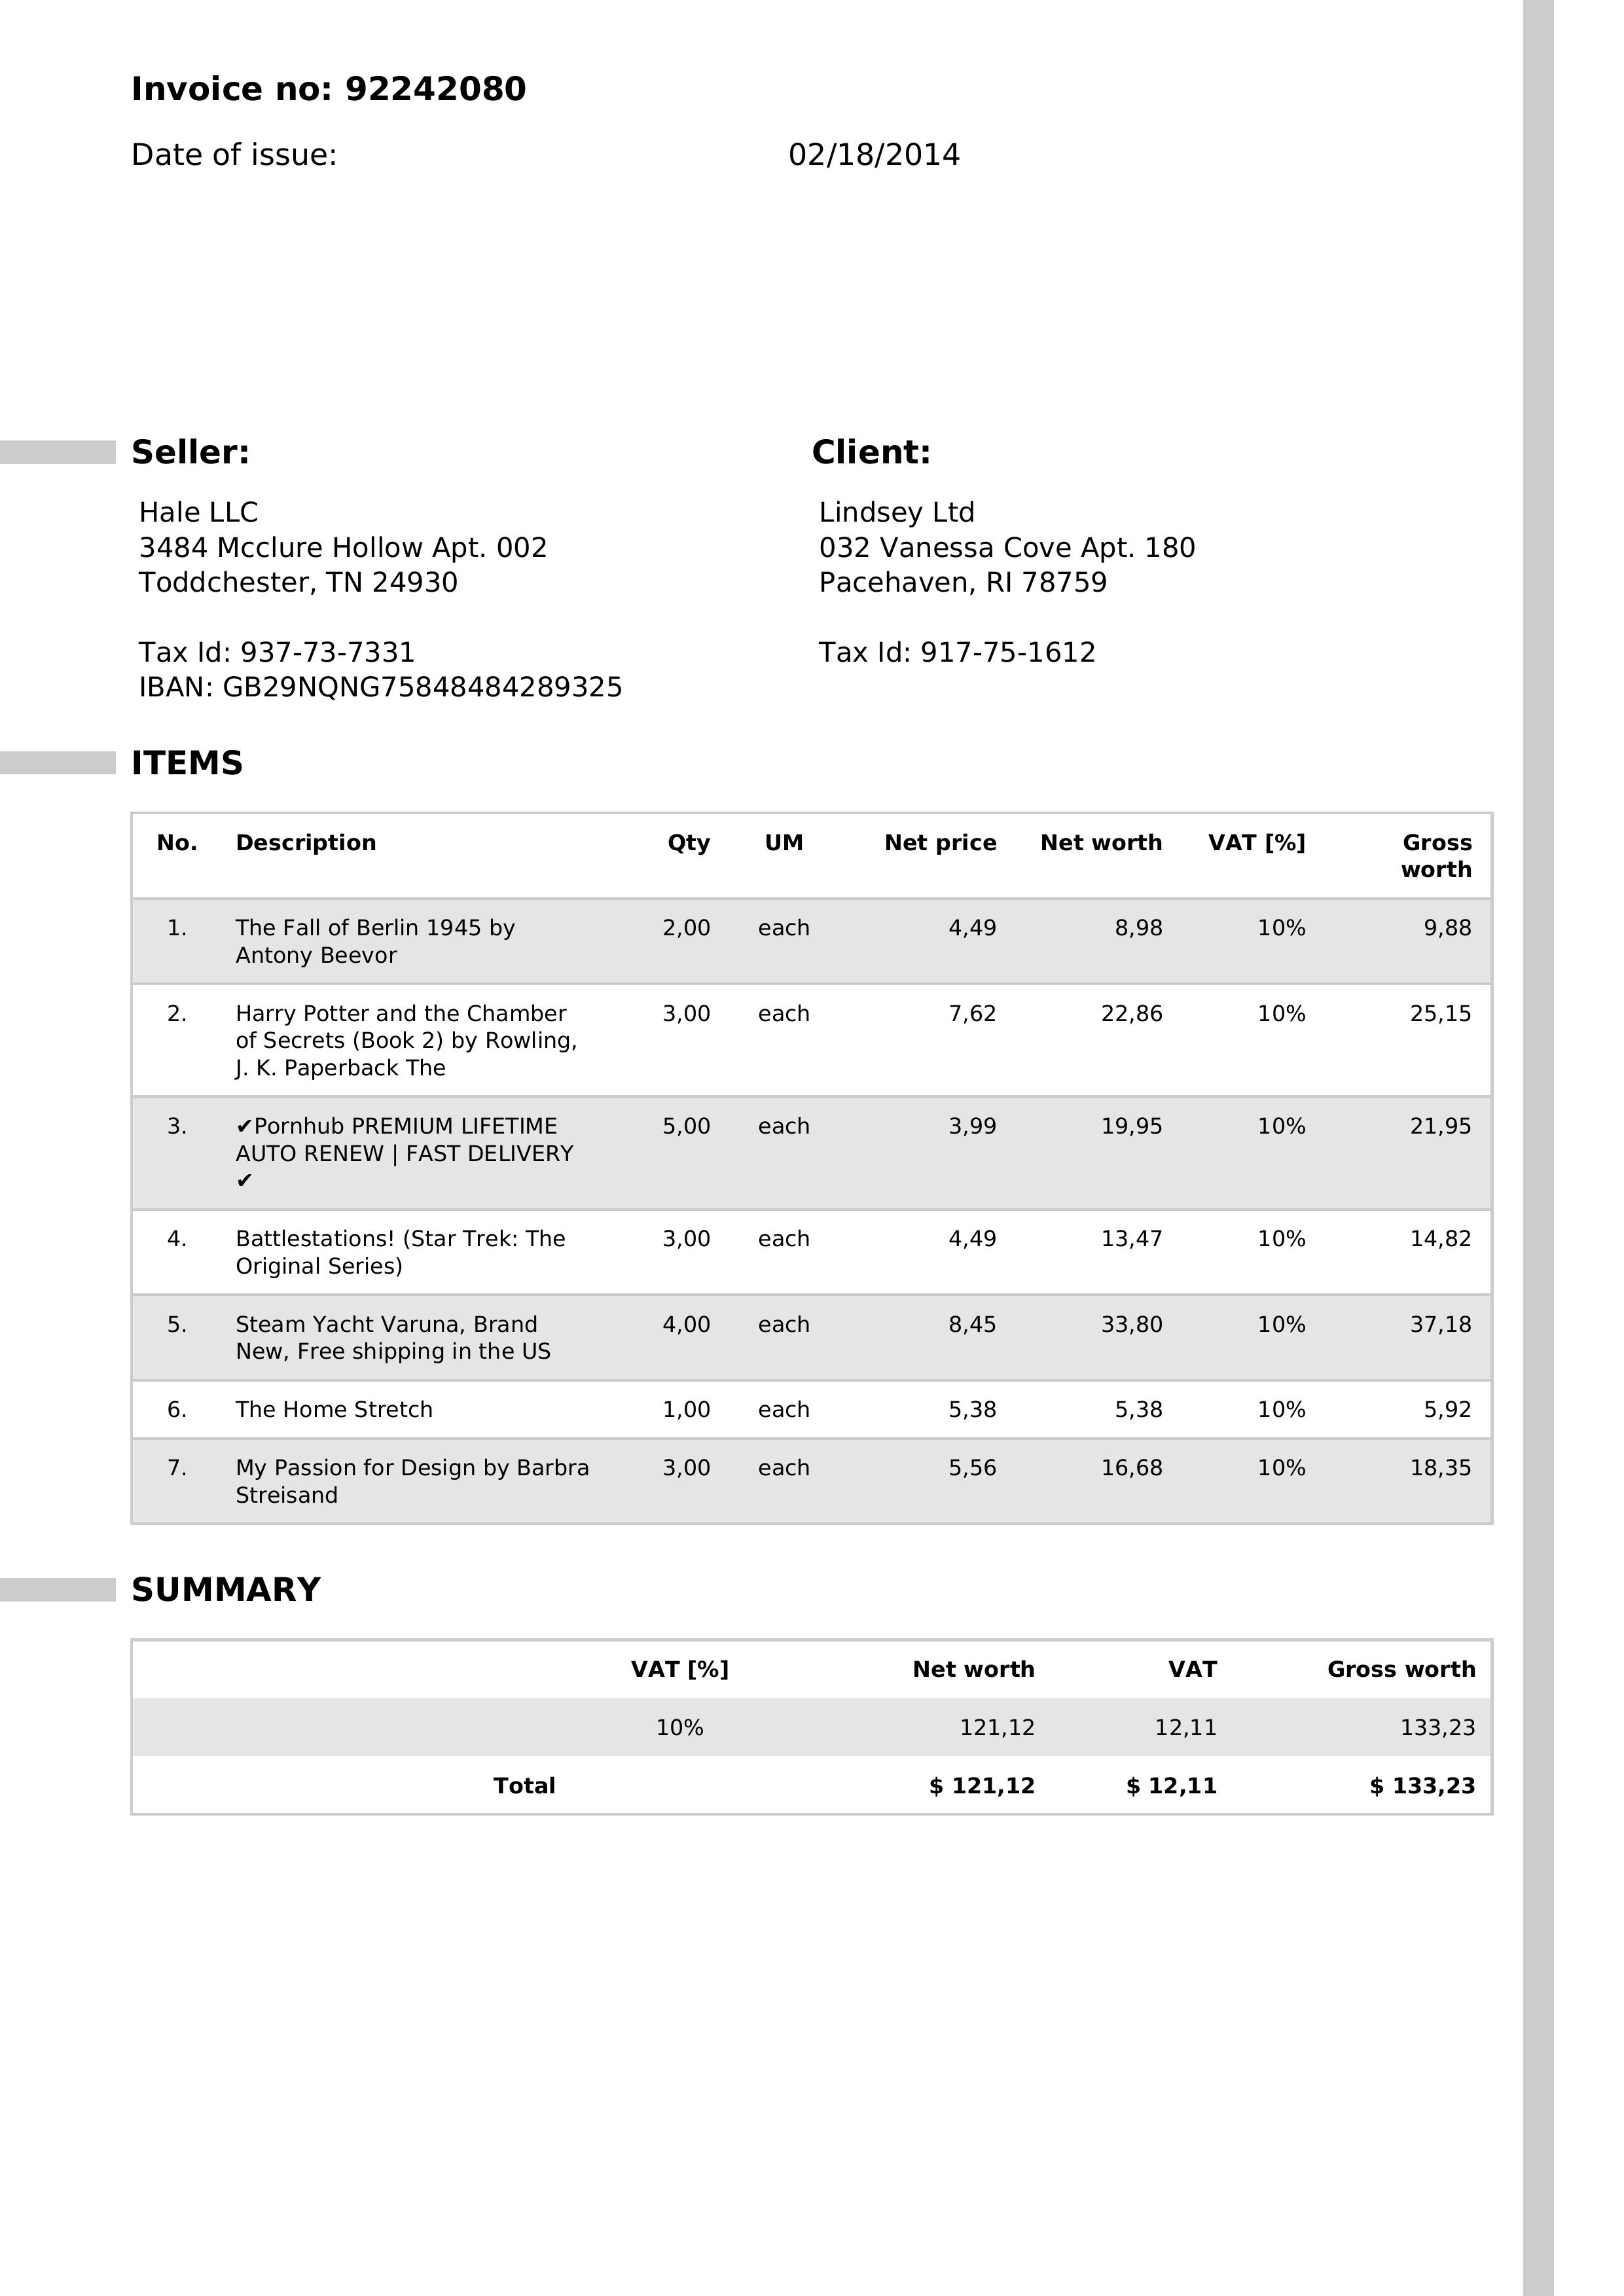 Invoice no: 92242080
Date of issue: 02/18/2014
Seller: Client:
Hale LLC Lindsey Ltd
3484 Mcclure Hollow Apt. 002 032 Vanessa Cove Apt. 180
Toddchester, TN 24930 Pacehaven, RI 78759
Tax Id: 937-73-7331 Tax Id: 917-75-1612
IBAN: GB29NQNG75848484289325
ITEMS
No. Description Qty UM Net price Net worth VAT [%] Gross
worth
1. The Fall of Berlin 1945 by 2,00 each 4,49 8,98 10% 9,88
Antony Beevor
2. Harry Potter and the Chamber 3,00 each 7,62 22,86 10% 25,15
of Secrets (Book 2) by Rowling,
J. K. Paperback The
3. ✔Pornhub PREMIUM LIFETIME 5,00 each 3,99 19,95 10% 21,95
AUTO RENEW | FAST DELIVERY
✔
4. Battlestations! (Star Trek: The 3,00 each 4,49 13,47 10% 14,82
Original Series)
5. Steam Yacht Varuna, Brand 4,00 each 8,45 33,80 10% 37,18
New, Free shipping in the US
6. The Home Stretch 1,00 each 5,38 5,38 10% 5,92
7. My Passion for Design by Barbra 3,00 each 5,56 16,68 10% 18,35
Streisand
SUMMARY
VAT [%] Net worth VAT Gross worth
10% 121,12 12,11 133,23
Total $ 121,12 $ 12,11 $ 133,23